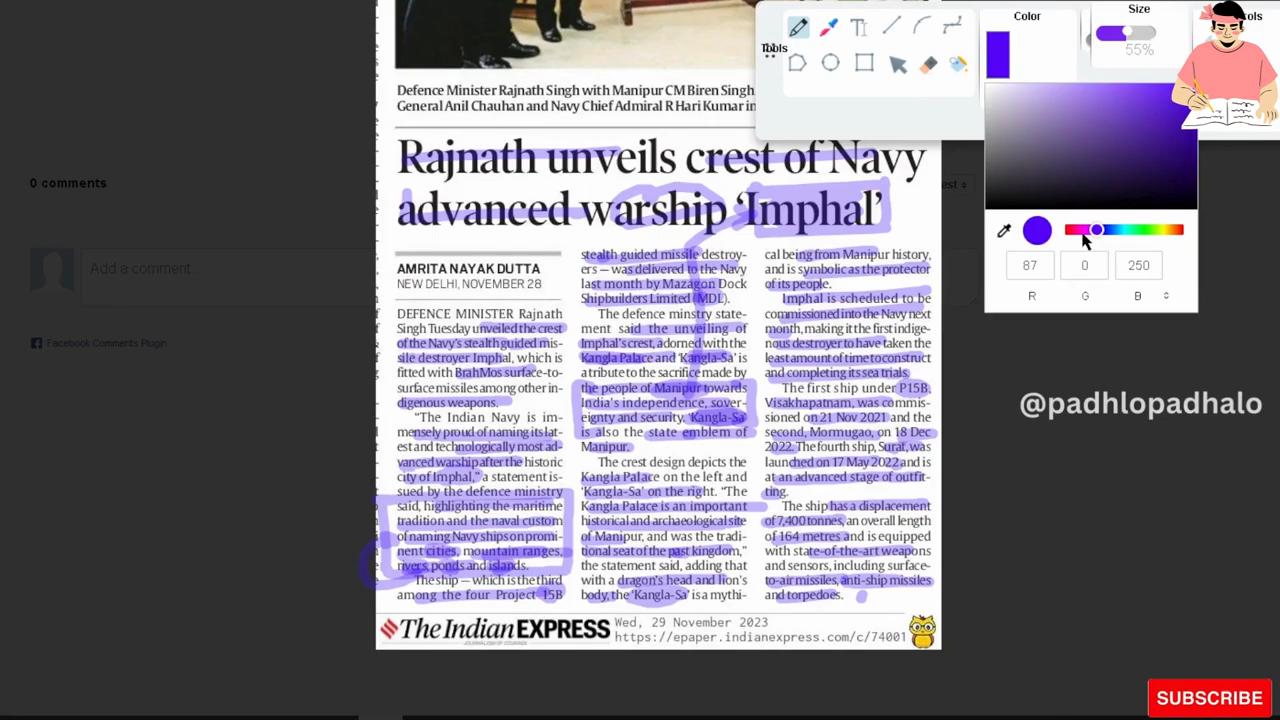 Defence Minister Rajnath Singh with Manipur CM Biren Singh,
General Anil Chauhan and Navy Chief Admiral R Hari Kumar in
Rajnath unveils crest of Navy
advanced warship ‘Imphal’
AMRITA NAYAK DUTTA
NEW DELHI, NOVEMBER 28
DEFENCE MINISTER Rajnath
Singh Tuesday unveiled the crest
of the Navy's stealth guided mis-
sile destroyer Imphal, which is
fitted with BrahMos surface-to-
surface missiles among other in-
digenous weapons.
“The Indian Navy is im-
mensely proud of naming its lat-
est and technologically most ad-
vanced warship after the historic
city of Imphal,” a statement is-
sued by the defence ministry
said, highlighting the maritime
tradition and the naval custom
of naming Navy ships on promi-
nent cities, mountain ranges,
rivers, ponds and islands.
The ship — which is the third
among the four Project 15B
stealth guided missile destroy-
ers — was delivered to the Navy
last month by Mazagon Dock
Shipbuilders Limited (MDL).
The defence minstry state-
ment said the unveiling of
Imphal's crest, adorned with the
Kangla Palace and ‘Kangla-Sa’ is
a tribute to the sacrifice made by
the people of Manipur towards
India's independence, sover-
eignty and security. ‘Kangla-Sa’
is also the state emblem of
Manipur.
The crest design depicts the
Kangla Palace on the left and
‘Kangla-Sa’ on the right. “The
Kangla Palace is an important
historical and archaeological site
of Manipur, and was the tradi-
tional seat of the past kingdom,”
the statement said, adding that
with a dragon's head and lion's
body, the ‘Kangla-Sa’ is a mythi-
cal being from Manipur history,
and is symbolic as the protector
of its people.
Imphal is scheduled to be
commissioned into the Navy next
month, making it the first indige-
nous destroyer to have taken the
least amount of time to construct
and completing its sea trials.
The first ship under P15B,
Visakhapatnam, was commis-
sioned on 21 Nov 2021 and the
second, Mormugao, on 18 Dec
2022. The fourth ship, Surat, was
launched on 17 May 2022 and is
at an advanced stage of outfit-
ting.
The ship has a displacement
of 7,400 tonnes, an overall length
of 164 metres and is equipped
with state-of-the-art weapons
and sensors, including surface-
to-air missiles, anti-ship missiles
and torpedoes.
The Indian EXPRESS
JOURNALISM OF COURAGE
Wed, 29 November 2023
https://epaper.indianexpress.com/c/74001
0 comments
Add a comment...
Facebook Comments Plugin
Tools
Color
Size
55%
87
0
250
R
G
B
@padhlopadhalo
SUBSCRIBE